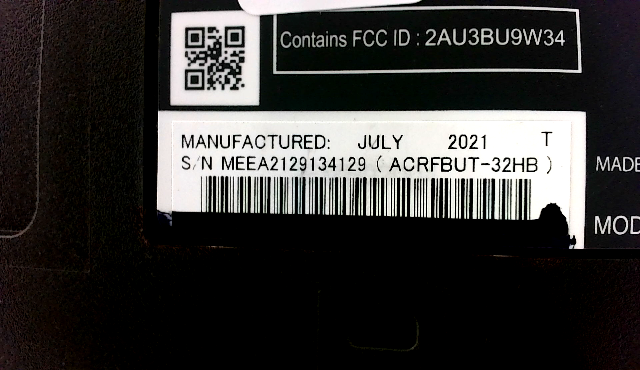 Contains FCC ID : 2AU3BU9W34
MANUFACTURED: JULY 2021 T
S/N MEEA2129134129 ( ACRFBUT-32HB )
MADE
MOD